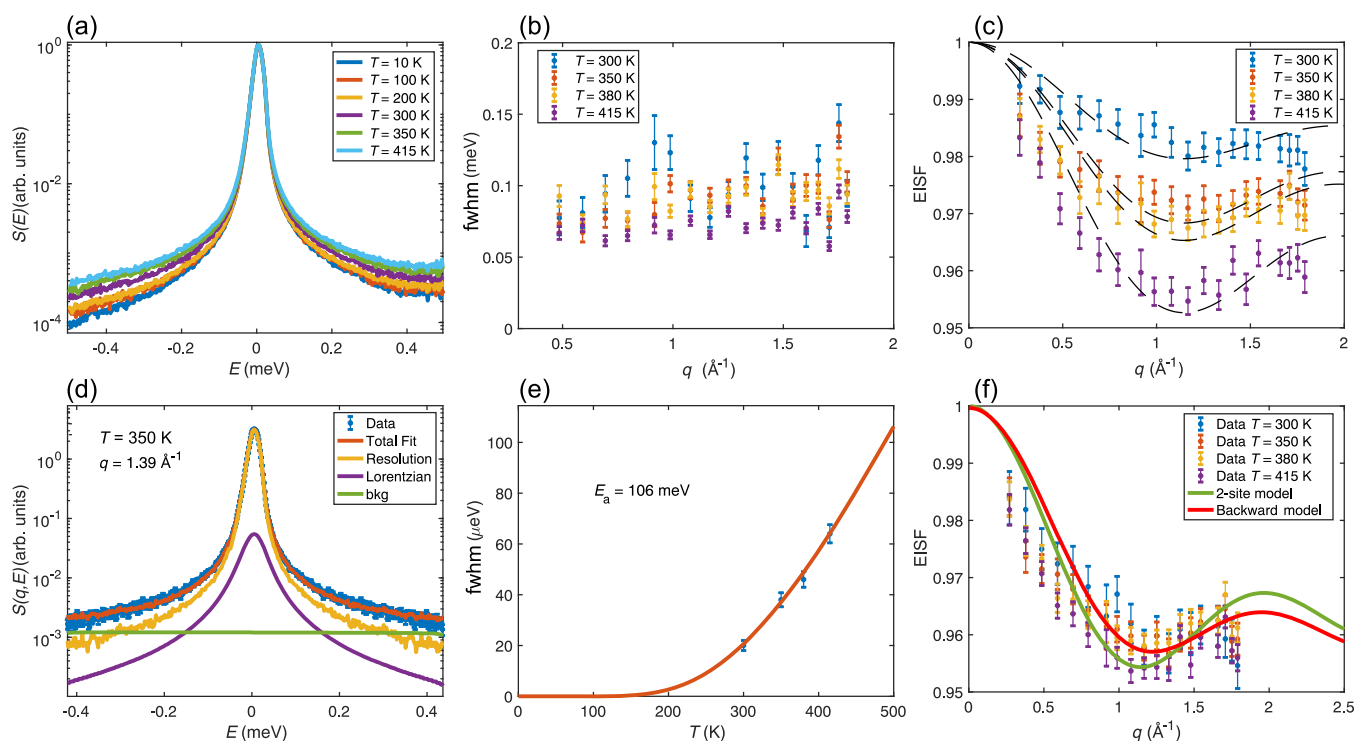 (a)
10^0
10^-2
10^-4
S(E)(arb. units)
T = 10 K
T = 100 K
T = 200 K
T = 300 K
T = 350 K
T = 415 K
-0.4 -0.2 0 0.2 0.4
E (meV)
(b)
0.2
0.15
0.1
0.05
0
fwhm (meV)
T = 300 K
T = 350 K
T = 380 K
T = 415 K
0.5 1 1.5 2
q (Å⁻¹)
(c)
1
0.99
0.98
0.97
0.96
0.95
EISF
T = 300 K
T = 350 K
T = 380 K
T = 415 K
0 0.5 1 1.5 2
q (Å⁻¹)
(d)
10^0
10^-1
10^-2
10^-3
S(q,E)(arb. units)
T = 350 K
q = 1.39 Å⁻¹
Data
Total Fit
Resolution
Lorentzian
bkg
-0.4 -0.2 0 0.2 0.4
E (meV)
(e)
100
80
60
40
20
0
fwhm (μeV)
E_a = 106 meV
0 100 200 300 400 500
T (K)
(f)
1
0.99
0.98
0.97
0.96
0.95
EISF
Data T = 300 K
Data T = 350 K
Data T = 380 K
Data T = 415 K
2-site model
Backward model
0 0.5 1 1.5 2 2.5
q (Å⁻¹)